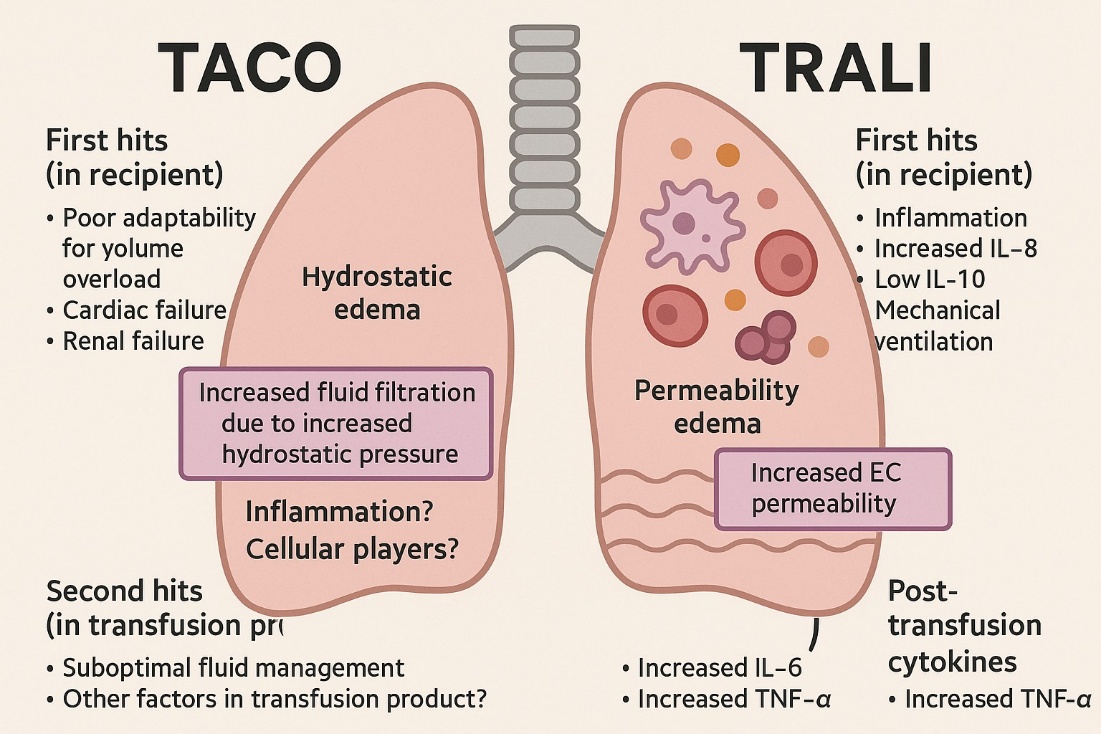 TACO
First hits
(in recipient)
• Poor adaptability
for yolume
overload
• Cardiac failure
• Renal failure
Hydrostatic
edema
Increased fluid filtration
due to increased
hydrostatic pressure
Inflammation?
Cellular players?
Second hits
(in transfusion pr
• Suboptimal fluid management
• Other factors in transfusion product?
TRALI
First hits
(in recipient)
• Inflammation
• Increased IL–8
• Low IL-10
Mechanical
ventilation
Permeability
edema
Increased EC
permeability
• Increased IL–6
• Increased TNF–α
Post-
transfusion
cytokines
• Increased TNF-α